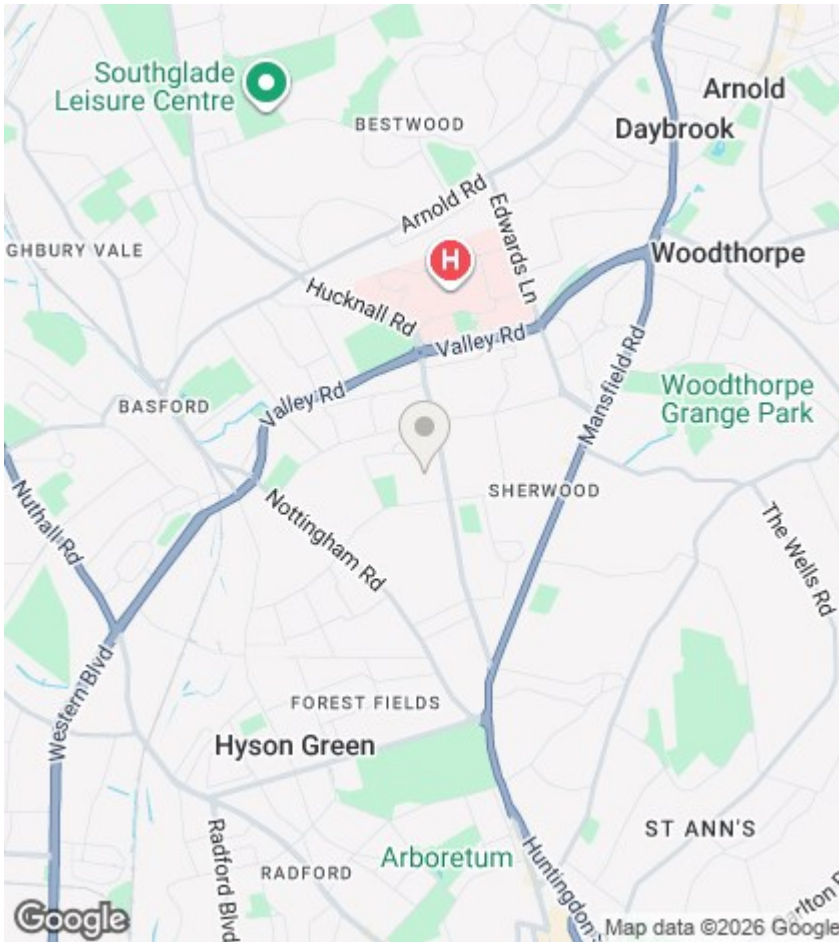 Southglade
Leisure Centre
Arnold
BESTWOOD
Daybrook
Arnold Rd
Edwards Ln
GHBURY VALE
H
Woodthorpe
Hucknall Rd
Valley Rd
Mansfield Rd
Woodthorpe
Grange Park
BASFORD
Valley Rd
SHERWOOD
Nuthall Rd
Nottingham Rd
The Wells Rd
Western Blvd
FOREST FIELDS
Hyson Green
Radford Blvd
ST ANN'S
RADFORD
Arboretum
Huntingdon
Carlton
Google
Map data ©2026 Google